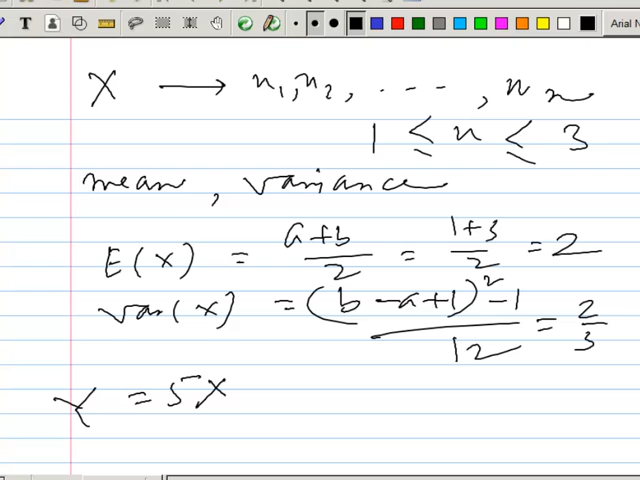 Arial N
X → x₁, x₂, ..., xₙ
1 ≤ x ≤ 3
mean, variance
E(X) = a+b/2 = 1+3/2 = 2
var(X) = (b-a+1)²-1/12 = 2/3
Y = 5X